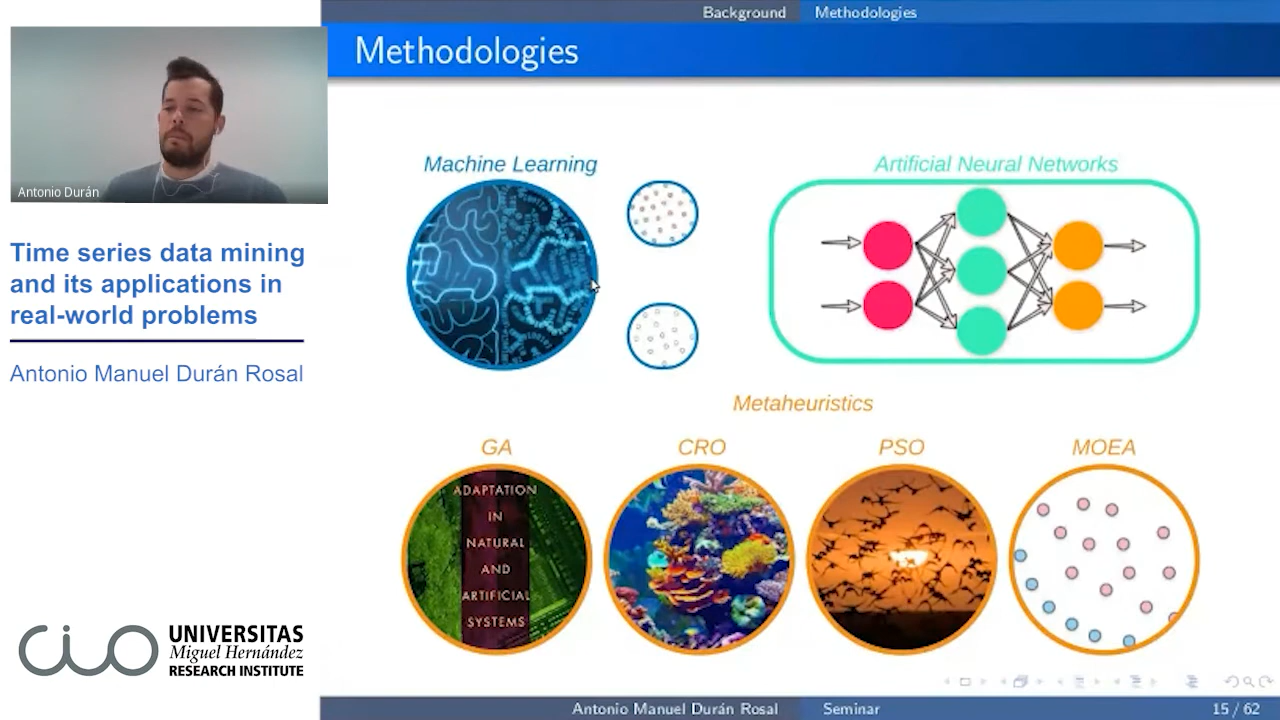 Background Methodologies
Methodologies
Antonio Durán
Time series data mining
and its applications in
real-world problems
Antonio Manuel Durán Rosal
cio UNIVERSITAS
Miguel Hernández
RESEARCH INSTITUTE
Machine Learning
Artificial Neural Networks
Metaheuristics
GA
CRO
PSO
MOEA
ADAPTATION
IN
NATURAL
AND
ARTIFICIAL
SYSTEMS
Antonio Manuel Durán Rosal Seminar 15 / 62